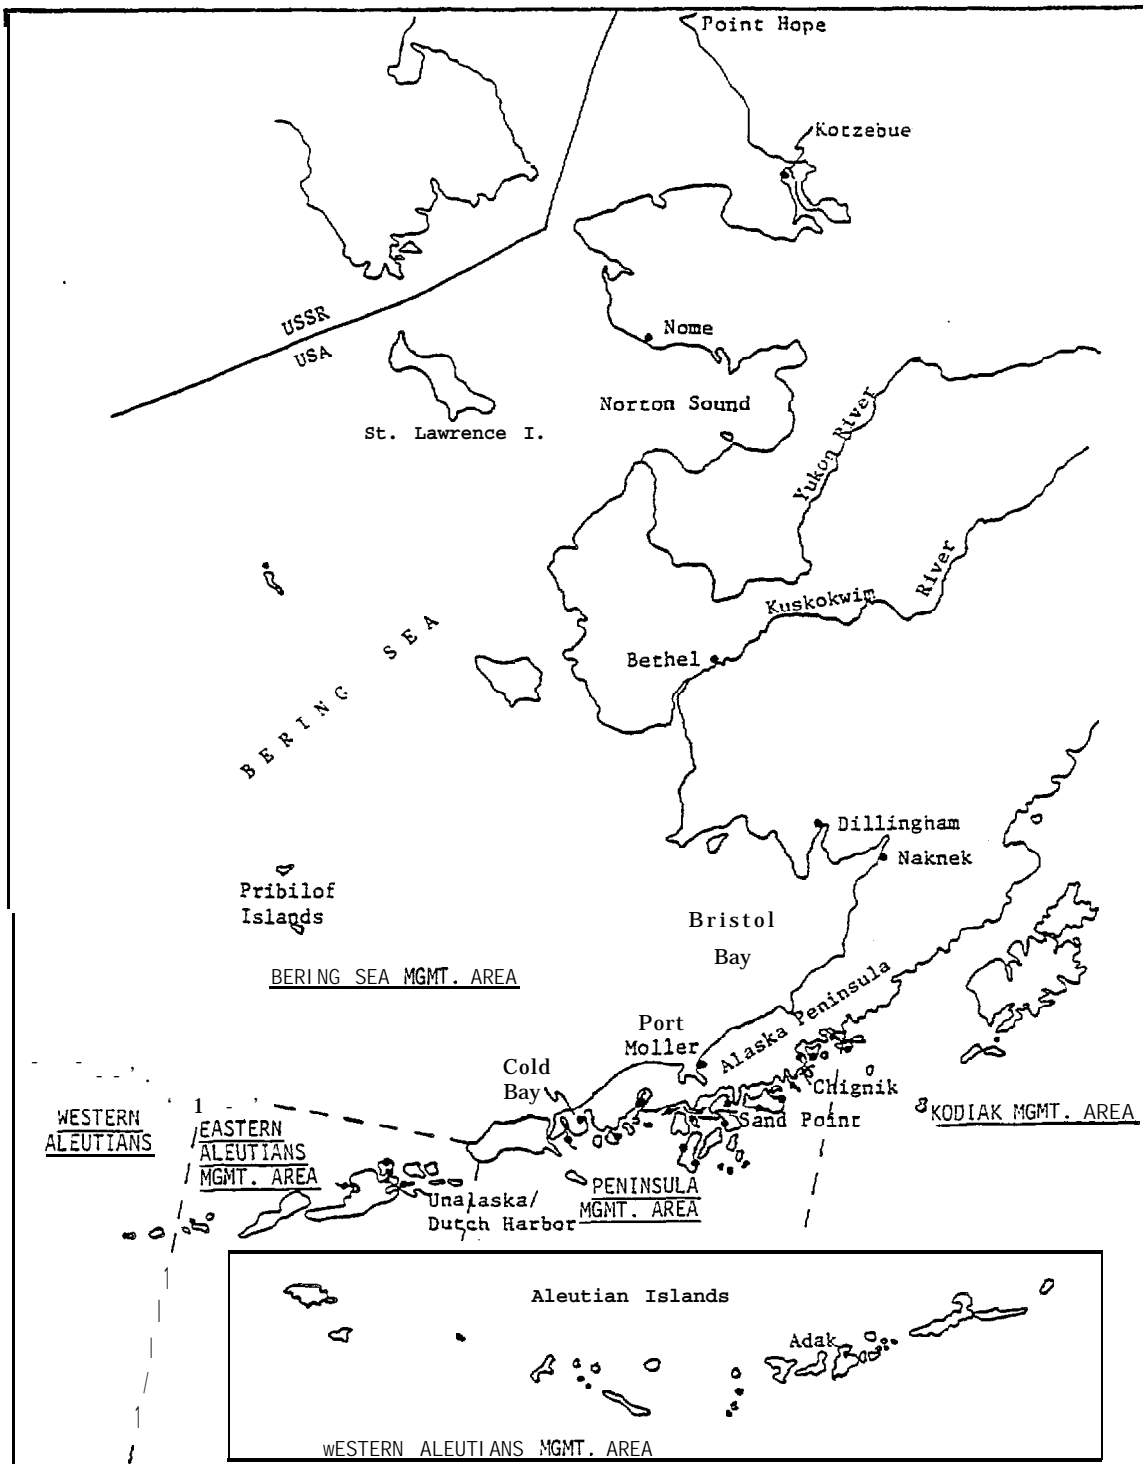 Point Hope
Kotzebue
USSR
USA
Nome
Norton Sound
St. Lawrence I.
Yukon River
Kuskokwim River
BERING SEA
Bethel
Dillingham
Naknek
Pribilof
Islands
Bristol
Bay
BERING SEA MGMT. AREA
Alaska Peninsula
Port
Moller
Cold
Bay
Chignik
Sand Point
KODIAK MGMT. AREA
WESTERN
ALEUTIANS
EASTERN
ALEUTIANS
MGMT. AREA
PENINSULA
MGMT. AREA
Unalaska/
Dutch Harbor
Aleutian Islands
Adak
wESTERN ALEUTIANS MGMT. AREA